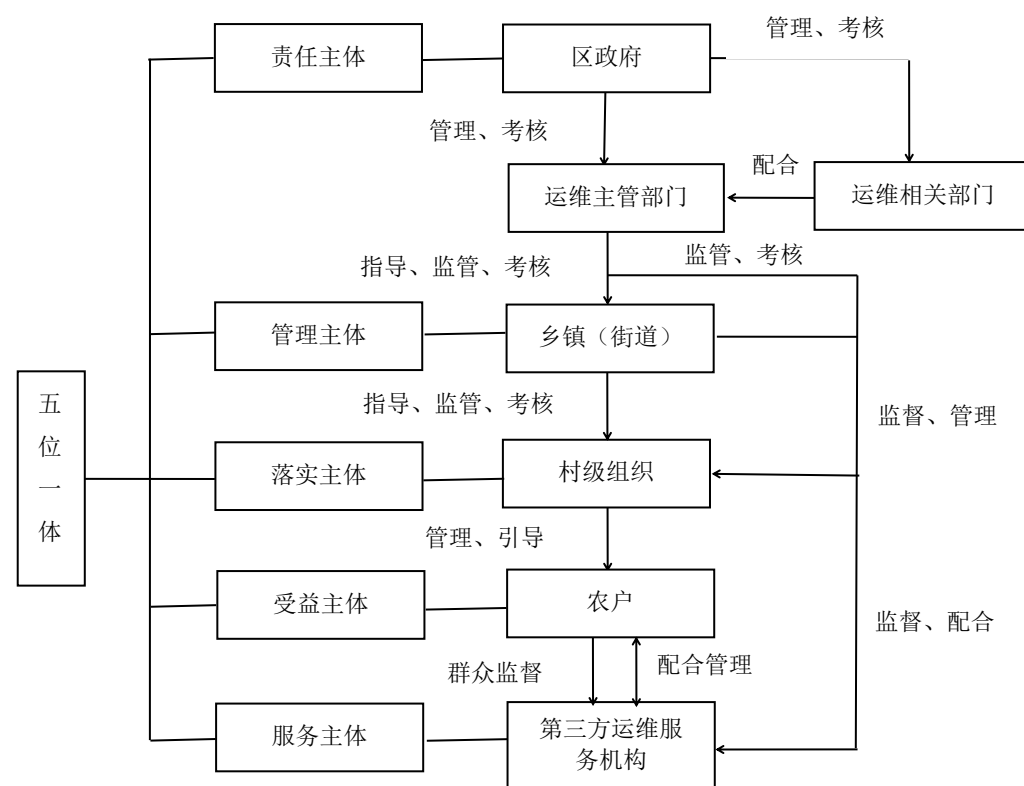 管理、考核
责任主体
区政府
管理、考核
配合
运维主管部门
运维相关部门
监管、考核
指导、监管、考核
管理主体
乡镇（街道）
指导、监管、考核
五
位
一
体
监督、管理
落实主体
村级组织
管理、引导
受益主体
农户
监督、配合
群众监督
配合管理
服务主体
第三方运维服
务机构